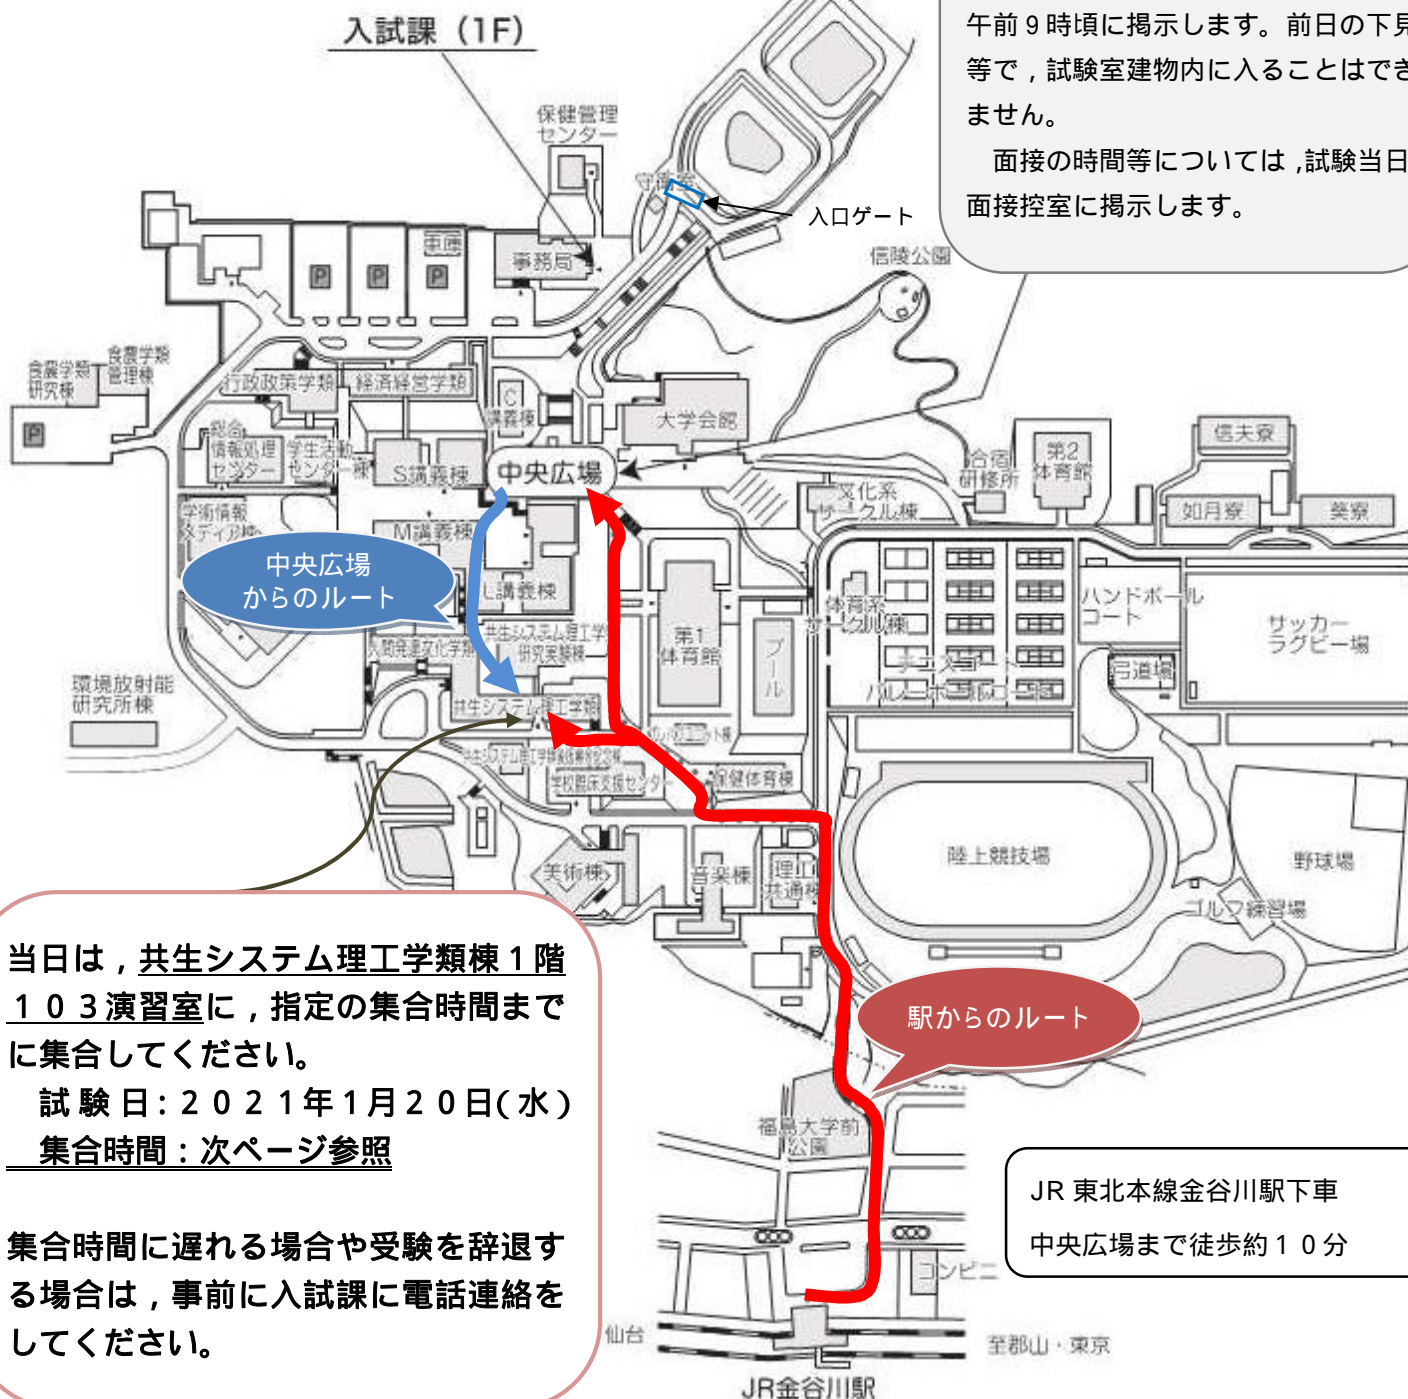 入試課（1F）
午前９時頃に掲示します。前日の下見
等で，試験室建物内に入ることはでき
ません。
面接の時間等については，試験当日
面接控室に掲示します。
保健管理
センター
守衛室
入口ゲート
車庫
事務局
P
P
P
信陵公園
食農学類
研究棟
食農学類
管理棟
P
行政政策学類
経済経営学類
C
講義棟
大学会館
総合
情報処理
センター
学生活動
センター棟
S講義棟
中央広場
合宿
研修所
第2
体育館
信夫寮
如月寮
葵寮
文化系
サークル棟
学術情報
メディア棟
M講義棟
L講義棟
中央広場
からのルート
人間発達文化学類
共生システム理工学
研究実験棟
第1
体育館
プール
体育系
サークル棟
テニスコート
バレーボールコート
ハンドボール
コート
弓道場
サッカー
ラグビー場
環境放射能
研究所棟
共生システム理工学類
学校臨床支援センター
保健体育棟
美術棟
音楽棟
理工
共通棟
陸上競技場
野球場
ゴルフ練習場
当日は，共生システム理工学類棟１階
１０３演習室に，指定の集合時間まで
に集合してください。
試験日：２０２１年１月２０日（水）
集合時間：次ページ参照
集合時間に遅れる場合や受験を辞退す
る場合は，事前に入試課に電話連絡を
してください。
駅からのルート
福島大学前
公園
JR 東北本線金谷川駅下車
中央広場まで徒歩約１０分
コンビニ
仙台
至郡山・東京
JR金谷川駅